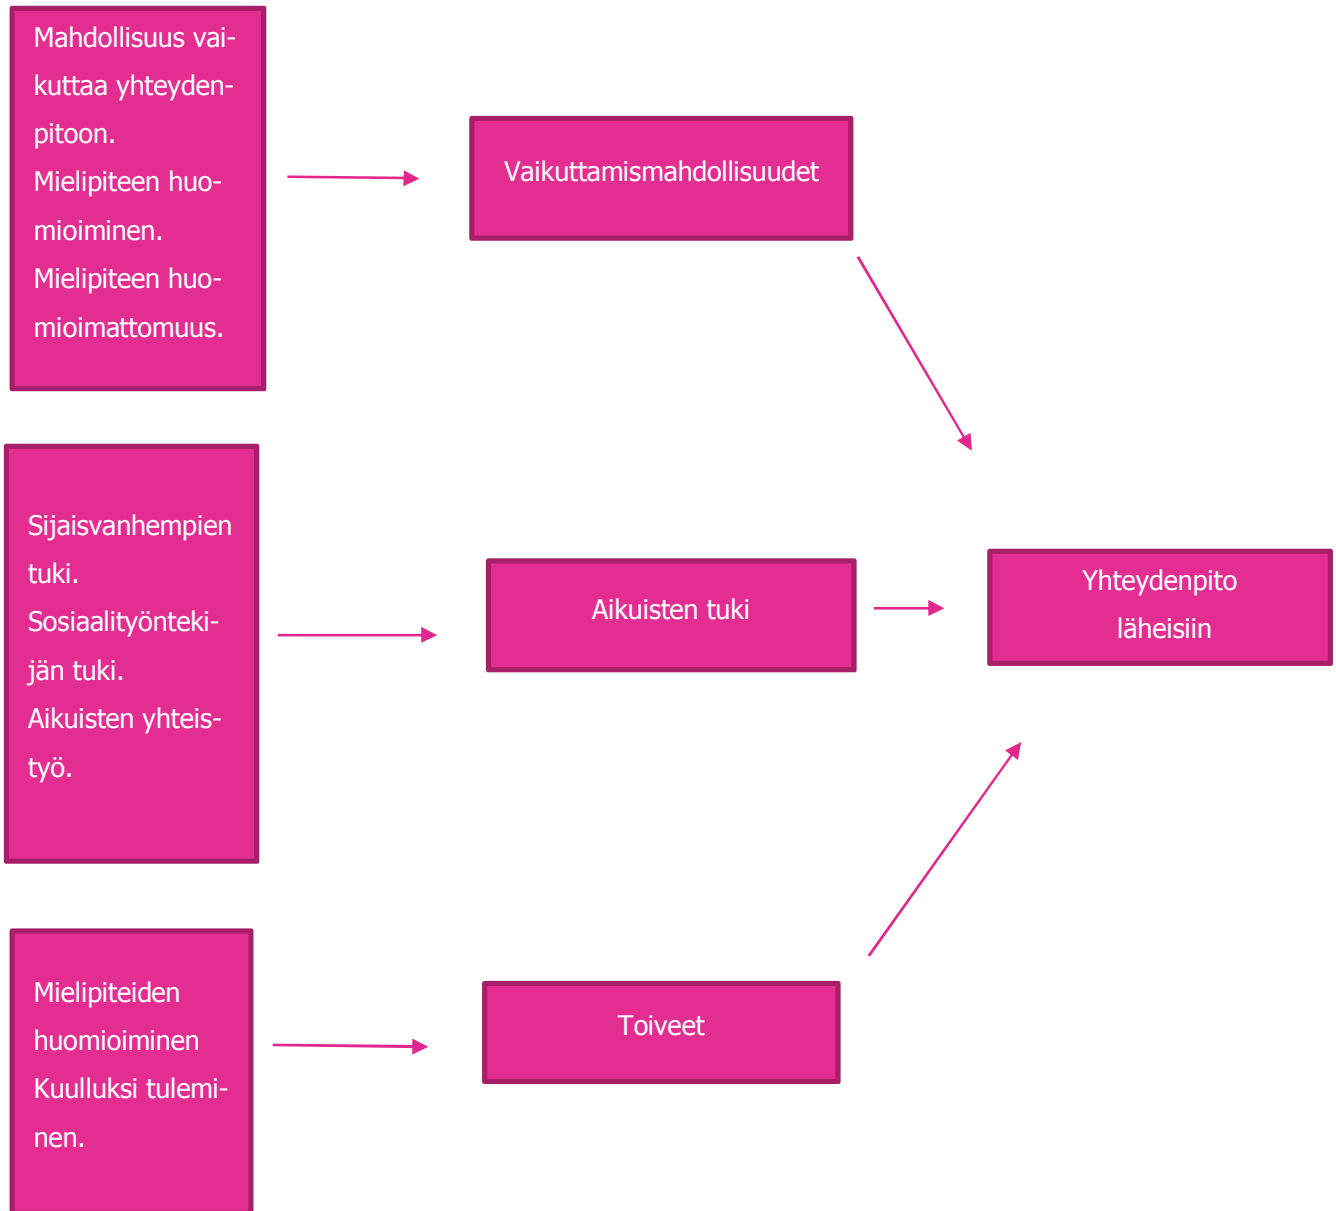 Mahdollisuus vai-
kuttaa yhteyden-
pitoon.
Mielipiteen huo-
mioiminen.
Mielipiteen huo-
mioimattomuus.
Vaikuttamismahdollisuudet
Sijaisvanhempien
tuki.
Sosiaalityönteki-
jän tuki.
Aikuisten yhteis-
työ.
Aikuisten tuki
Yhteydenpito
läheisiin
Mielipiteiden
huomioiminen
Kuulluksi tulemi-
nen.
Toiveet